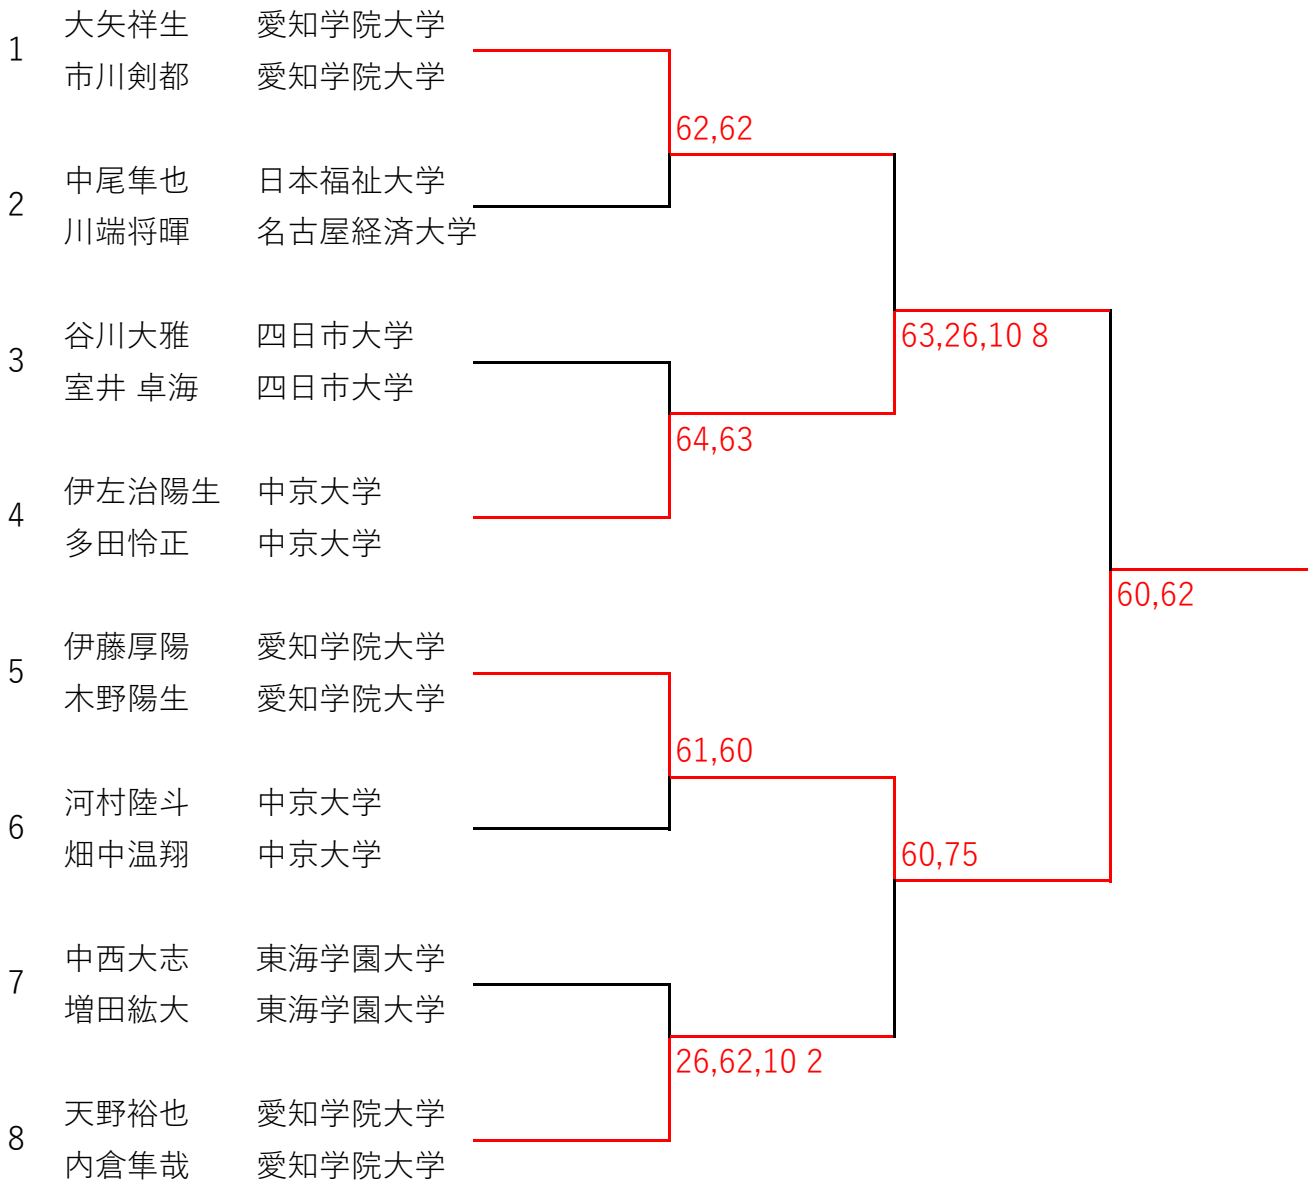 大矢祥生 愛知学院大学
1
市川剣都 愛知学院大学
62,62
中尾隼也 日本福祉大学
2
川端将暉 名古屋経済大学
谷川大雅 四日市大学
63,26,10 8
3
室井 卓海 四日市大学
64,63
伊左治陽生 中京大学
4
多田怜正 中京大学
60,62
伊藤厚陽 愛知学院大学
5
木野陽生 愛知学院大学
61,60
河村陸斗 中京大学
6
畑中温翔 中京大学
60,75
中西大志 東海学園大学
7
増田紘大 東海学園大学
26,62,10 2
天野裕也 愛知学院大学
8
内倉隼哉 愛知学院大学